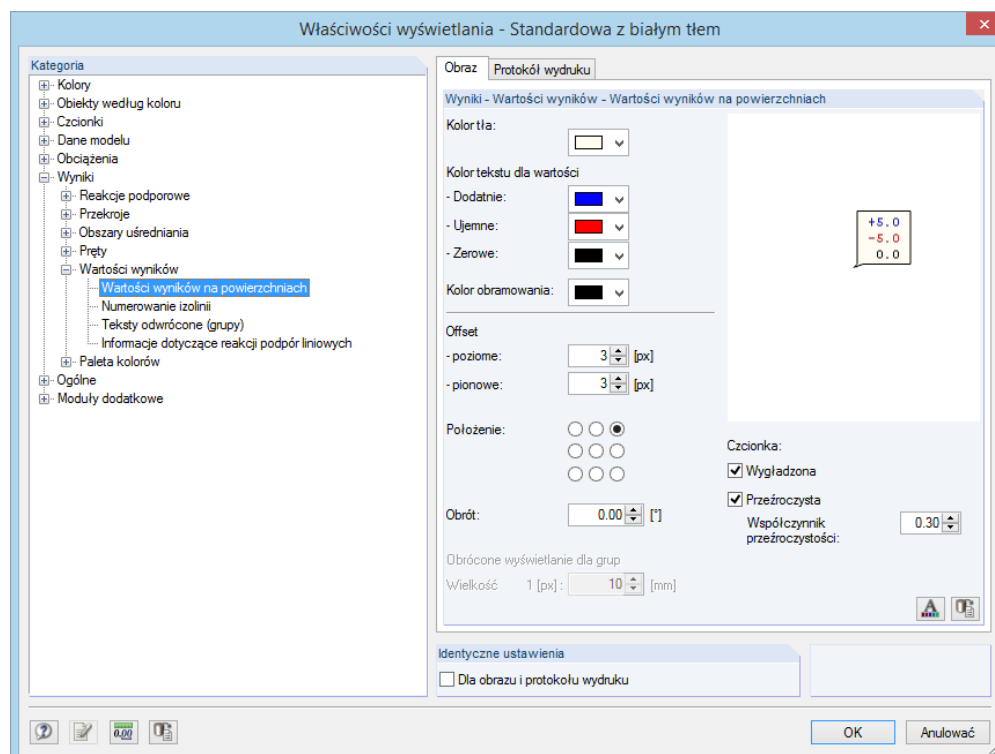 Właściwości wyświetlania - Standardowa z białym tłem
Kategoria
Kolory
Obiekty według koloru
Czcionki
Dane modelu
Obciążenia
Wyniki
Reakcje podporowe
Przekroje
Obszary uśredniania
Pręty
Wartości wyników
Wartości wyników na powierzchniach
Numerowanie izolinii
Teksty odwrócone (grupy)
Informacje dotyczące reakcji podpór liniowych
Paleta kolorów
Ogólne
Moduły dodatkowe
Obraz Protokół wydruku
Wyniki - Wartości wyników - Wartości wyników na powierzchniach
Kolor tła:
Kolor tekstu dla wartości
- Dodatnie:
- Ujemne:
- Zerowe:
Kolor obramowania:
Offset
- poziome: 3 [px]
- pionowe: 3 [px]
Położenie:
Obrót: 0.00 [°]
Obrócone wyświetlanie dla grup
Wielkość 1 [px] : 10 [mm]
+5.0
-5.0
0.0
Czcionka:
Wygładzona
Przeźroczysta
Współczynnik
przeźroczystości: 0.30
Identyczne ustawienia
Dla obrazu i protokołu wydruku
0.00
OK Anulować